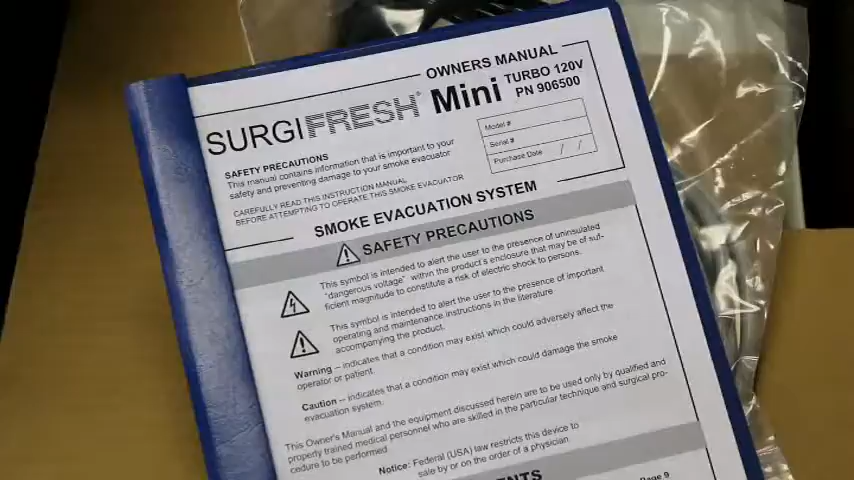 OWNERS MANUAL
SURGIFRESH® Mini TURBO 120V
PN 906500
Model #
Serial #
Purchase Date / /
SAFETY PRECAUTIONS
This manual contains information that is important to your
safety and preventing damage to your smoke evacuator
CAREFULLY READ THIS INSTRUCTION MANUAL
BEFORE ATTEMPTING TO OPERATE THIS SMOKE EVACUATOR
SMOKE EVACUATION SYSTEM
SAFETY PRECAUTIONS
This symbol is intended to alert the user to the presence of uninsulated
"dangerous voltage" within the product's enclosure that may be of suf-
ficient magnitude to constitute a risk of electric shock to persons.
This symbol is intended to alert the user to the presence of important
operating and maintenance instructions in the literature
accompanying the product.
Warning -- indicates that a condition may exist which could adversely affect the
operator or patient.
Caution -- indicates that a condition may exist which could damage the smoke
evacuation system.
This Owner's Manual and the equipment discussed herein are to be used only by qualified and
properly trained medical personnel who are skilled in the particular technique and surgical pro-
cedure to be performed.
Notice: Federal (USA) law restricts this device to
sale by or on the order of a physician.
Page 9